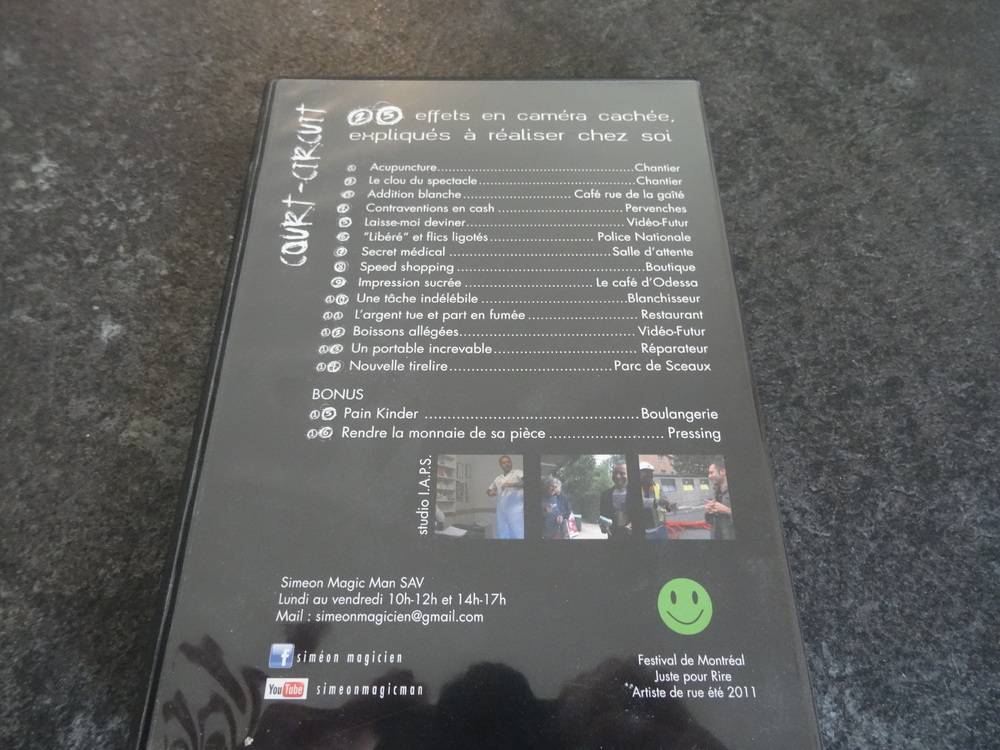 COURT-CIRCUIT
25 effets en caméra cachée,
expliqués à réaliser chez soi
1 Acupuncture..........Chantier
2 Le clou du spectacle..........Chantier
3 Addition blanche..........Café rue de la gaîté
4 Contraventions en cash..........Pervenches
5 Laisse-moi deviner..........Vidéo-Futur
6 "Libéré" et flics ligotés..........Police Nationale
7 Secret médical..........Salle d'attente
8 Speed shopping..........Boutique
9 Impression sucrée..........Le café d'Odessa
10 Une tâche indélébile..........Blanchisseur
11 L'argent tue et part en fumée..........Restaurant
12 Boissons allégées..........Vidéo-Futur
13 Un portable increvable..........Réparateur
14 Nouvelle tirelire..........Parc de Sceaux
BONUS
15 Pain Kinder..........Boulangerie
16 Rendre la monnaie de sa pièce..........Pressing
studio I.A.P.S.
Simeon Magic Man SAV
Lundi au vendredi 10h-12h et 14h-17h
Mail : simeonmagicien@gmail.com
f siméon magicien
YouTube simeonmagicman
Festival de Montréal
Juste pour Rire
**Artiste de rue été 2011